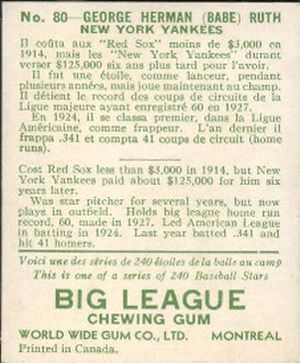 No. 80—GEORGE HERMAN (BABE) RUTH
NEW YORK YANKEES
Il coûta aux "Red Sox" moins de $3,000 en
1914, mais les "New York Yankees" durant
verser $125,000 six ans plus tard pour l'avoir.
Il fut une étoile, comme lanceur, pendant
plusieurs années, mais joue maintenant au champ.
Il détient le record des coups de circuits de la
Ligue majeure ayant enregistré 60 en 1927.
En 1924, il se classa premier, dans la Ligue
Américaine, comme frappeur. L'an dernier il
frappa .341 et compta 41 coups de circuit (home
runs).
Cost Red Sox less than $3,000 in 1914, but New
York Yankees paid about $125,000 for him six
years later.
Was star pitcher for several years, but now
plays in outfield. Holds big league home run
record, 60, made in 1927. Led American League
in batting in 1924. Last year batted .341 and
hit 41 homers.
Voici une des séries de 240 étoiles de la balle au camp
This is one of a series of 240 Baseball Stars
BIG LEAGUE
CHEWING GUM
WORLD WIDE GUM CO., LTD. MONTREAL
Printed in Canada.